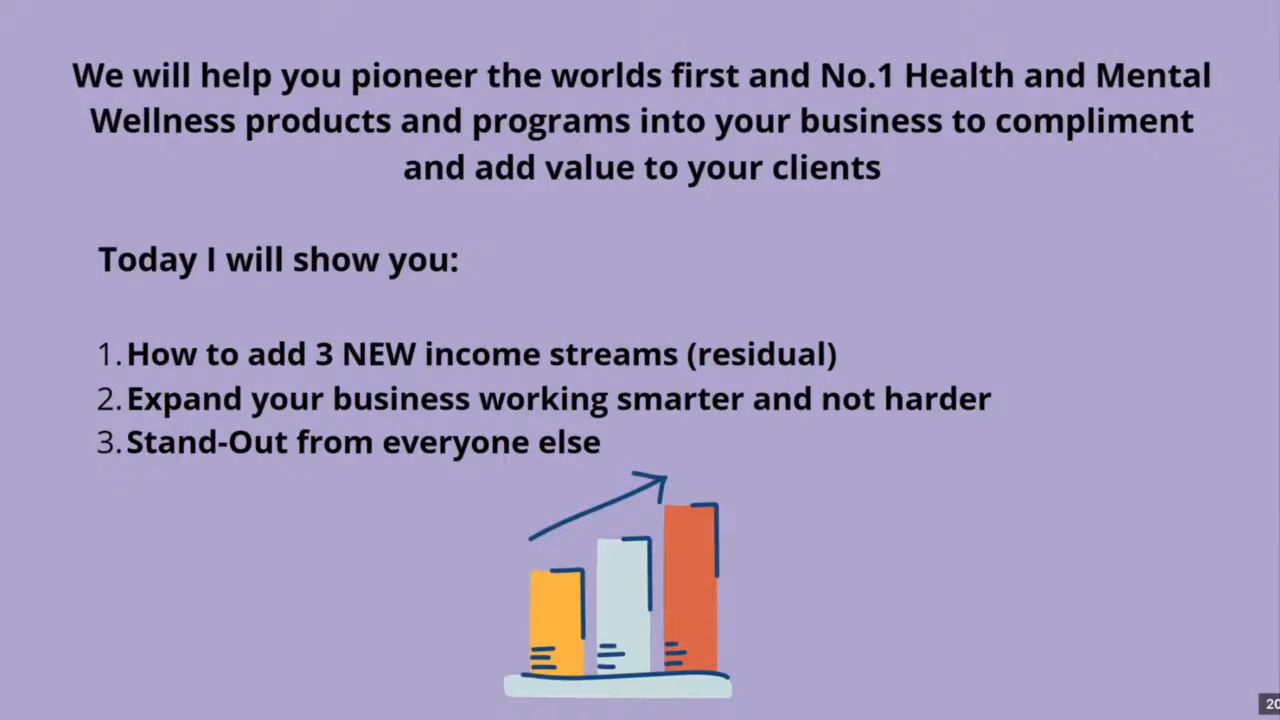 We will help you pioneer the worlds first and No.1 Health and Mental
Wellness products and programs into your business to compliment
and add value to your clients
Today I will show you:
1. How to add 3 NEW income streams (residual)
2. Expand your business working smarter and not harder
3. Stand-Out from everyone else